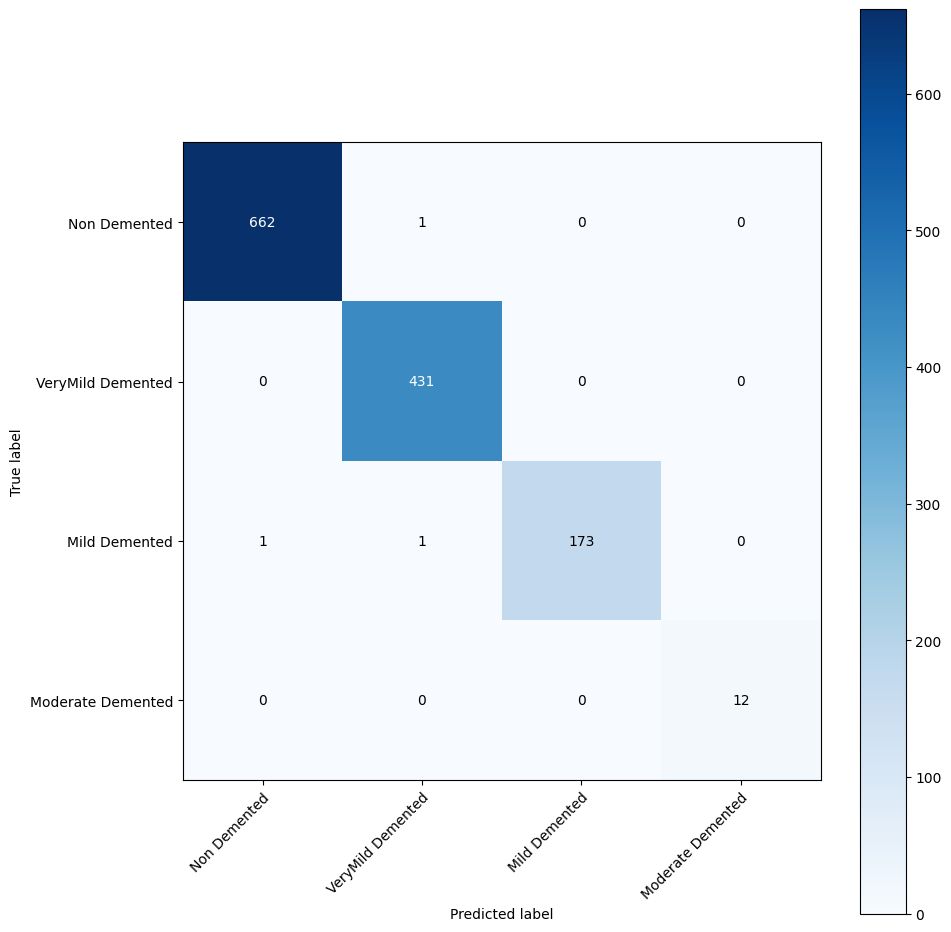 Non Demented
VeryMild Demented
Mild Demented
Moderate Demented
True label
662 1 0 0
0 431 0 0
1 1 173 0
0 0 0 12
Non Demented
VeryMild Demented
Mild Demented
Moderate Demented
Predicted label
600
500
400
300
200
100
0